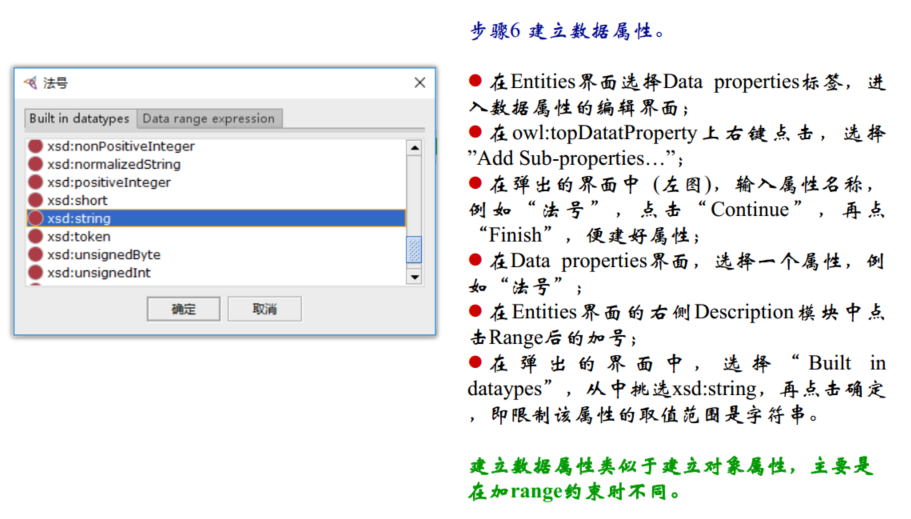 法号
Built in datatypes
Data range expression
xsd:nonPositiveInteger
xsd:normalizedString
xsd:positiveInteger
xsd:short
xsd:string
xsd:token
xsd:unsignedByte
xsd:unsignedInt
确定
取消
步骤6 建立数据属性。
●在Entities界面选择Data properties标签，进
入数据属性的编辑界面；
●在owl:topDatatProperty上右键点击，选择
”Add Sub-properties…”；
●在弹出的界面中（左图)，输入属性名称，
例如“法号”，点击“Continue”，再点
“Finish”，便建好属性；
●在Data properties界面，选择一个属性，例
如“法号”；
●在Entities界面的右侧Description模块中点
击Range后的加号；
●在弹出的界面中，选择“Built in
dataypes”，从中挑选xsd:string，再点击确定
，即限制该属性的取值范围是字符串。
建立数据属性类似于建立对象属性，主要是
在加range约束时不同。